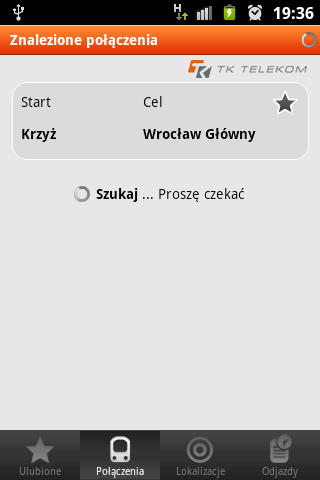 H
19:36
Znalezione połączenia
TK TELEKOM
Start Cel
Krzyż Wrocław Główny
Szukaj ... Proszę czekać
Ulubione Połączenia Lokalizacje Odjazdy